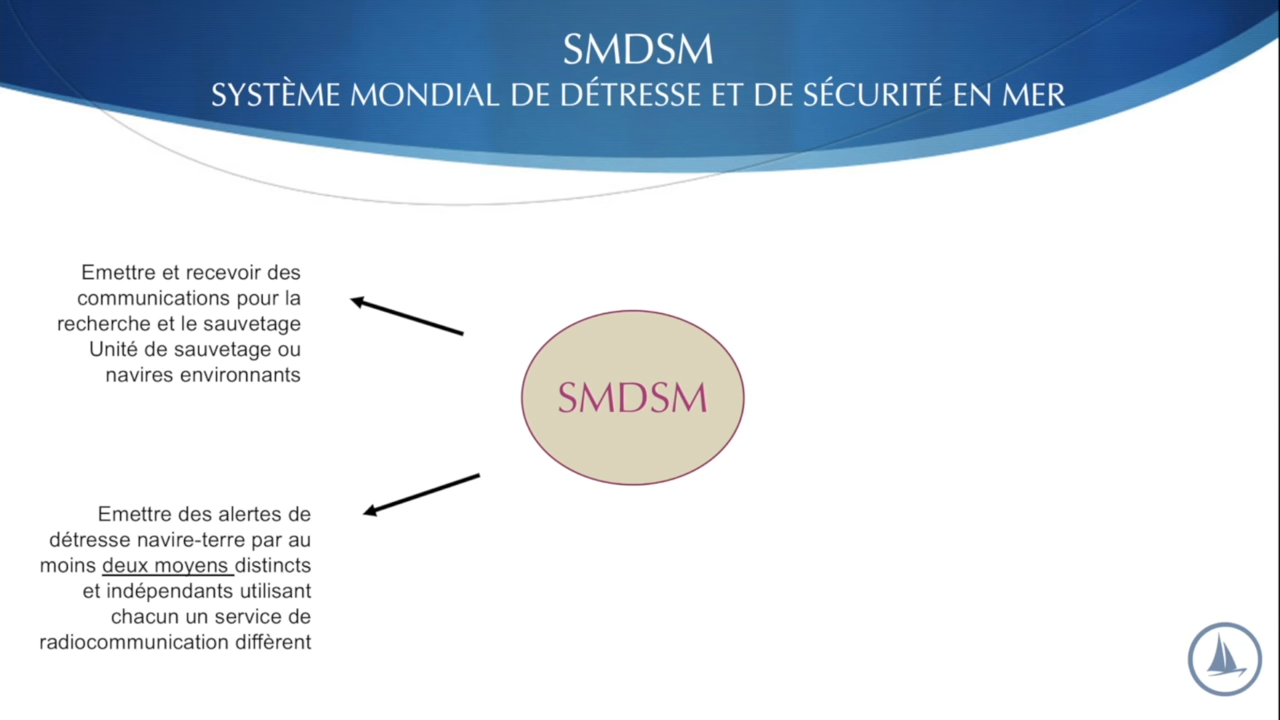 SMDSM
SYSTÈME MONDIAL DE DÉTRESSE ET DE SÉCURITÉ EN MER
Emettre et recevoir des
communications pour la
recherche et le sauvetage
Unité de sauvetage ou
navires environnants
SMDSM
Emettre des alertes de
détresse navire-terre par au
moins deux moyens distincts
et indépendants utilisant
chacun un service de
radiocommunication diffèrent